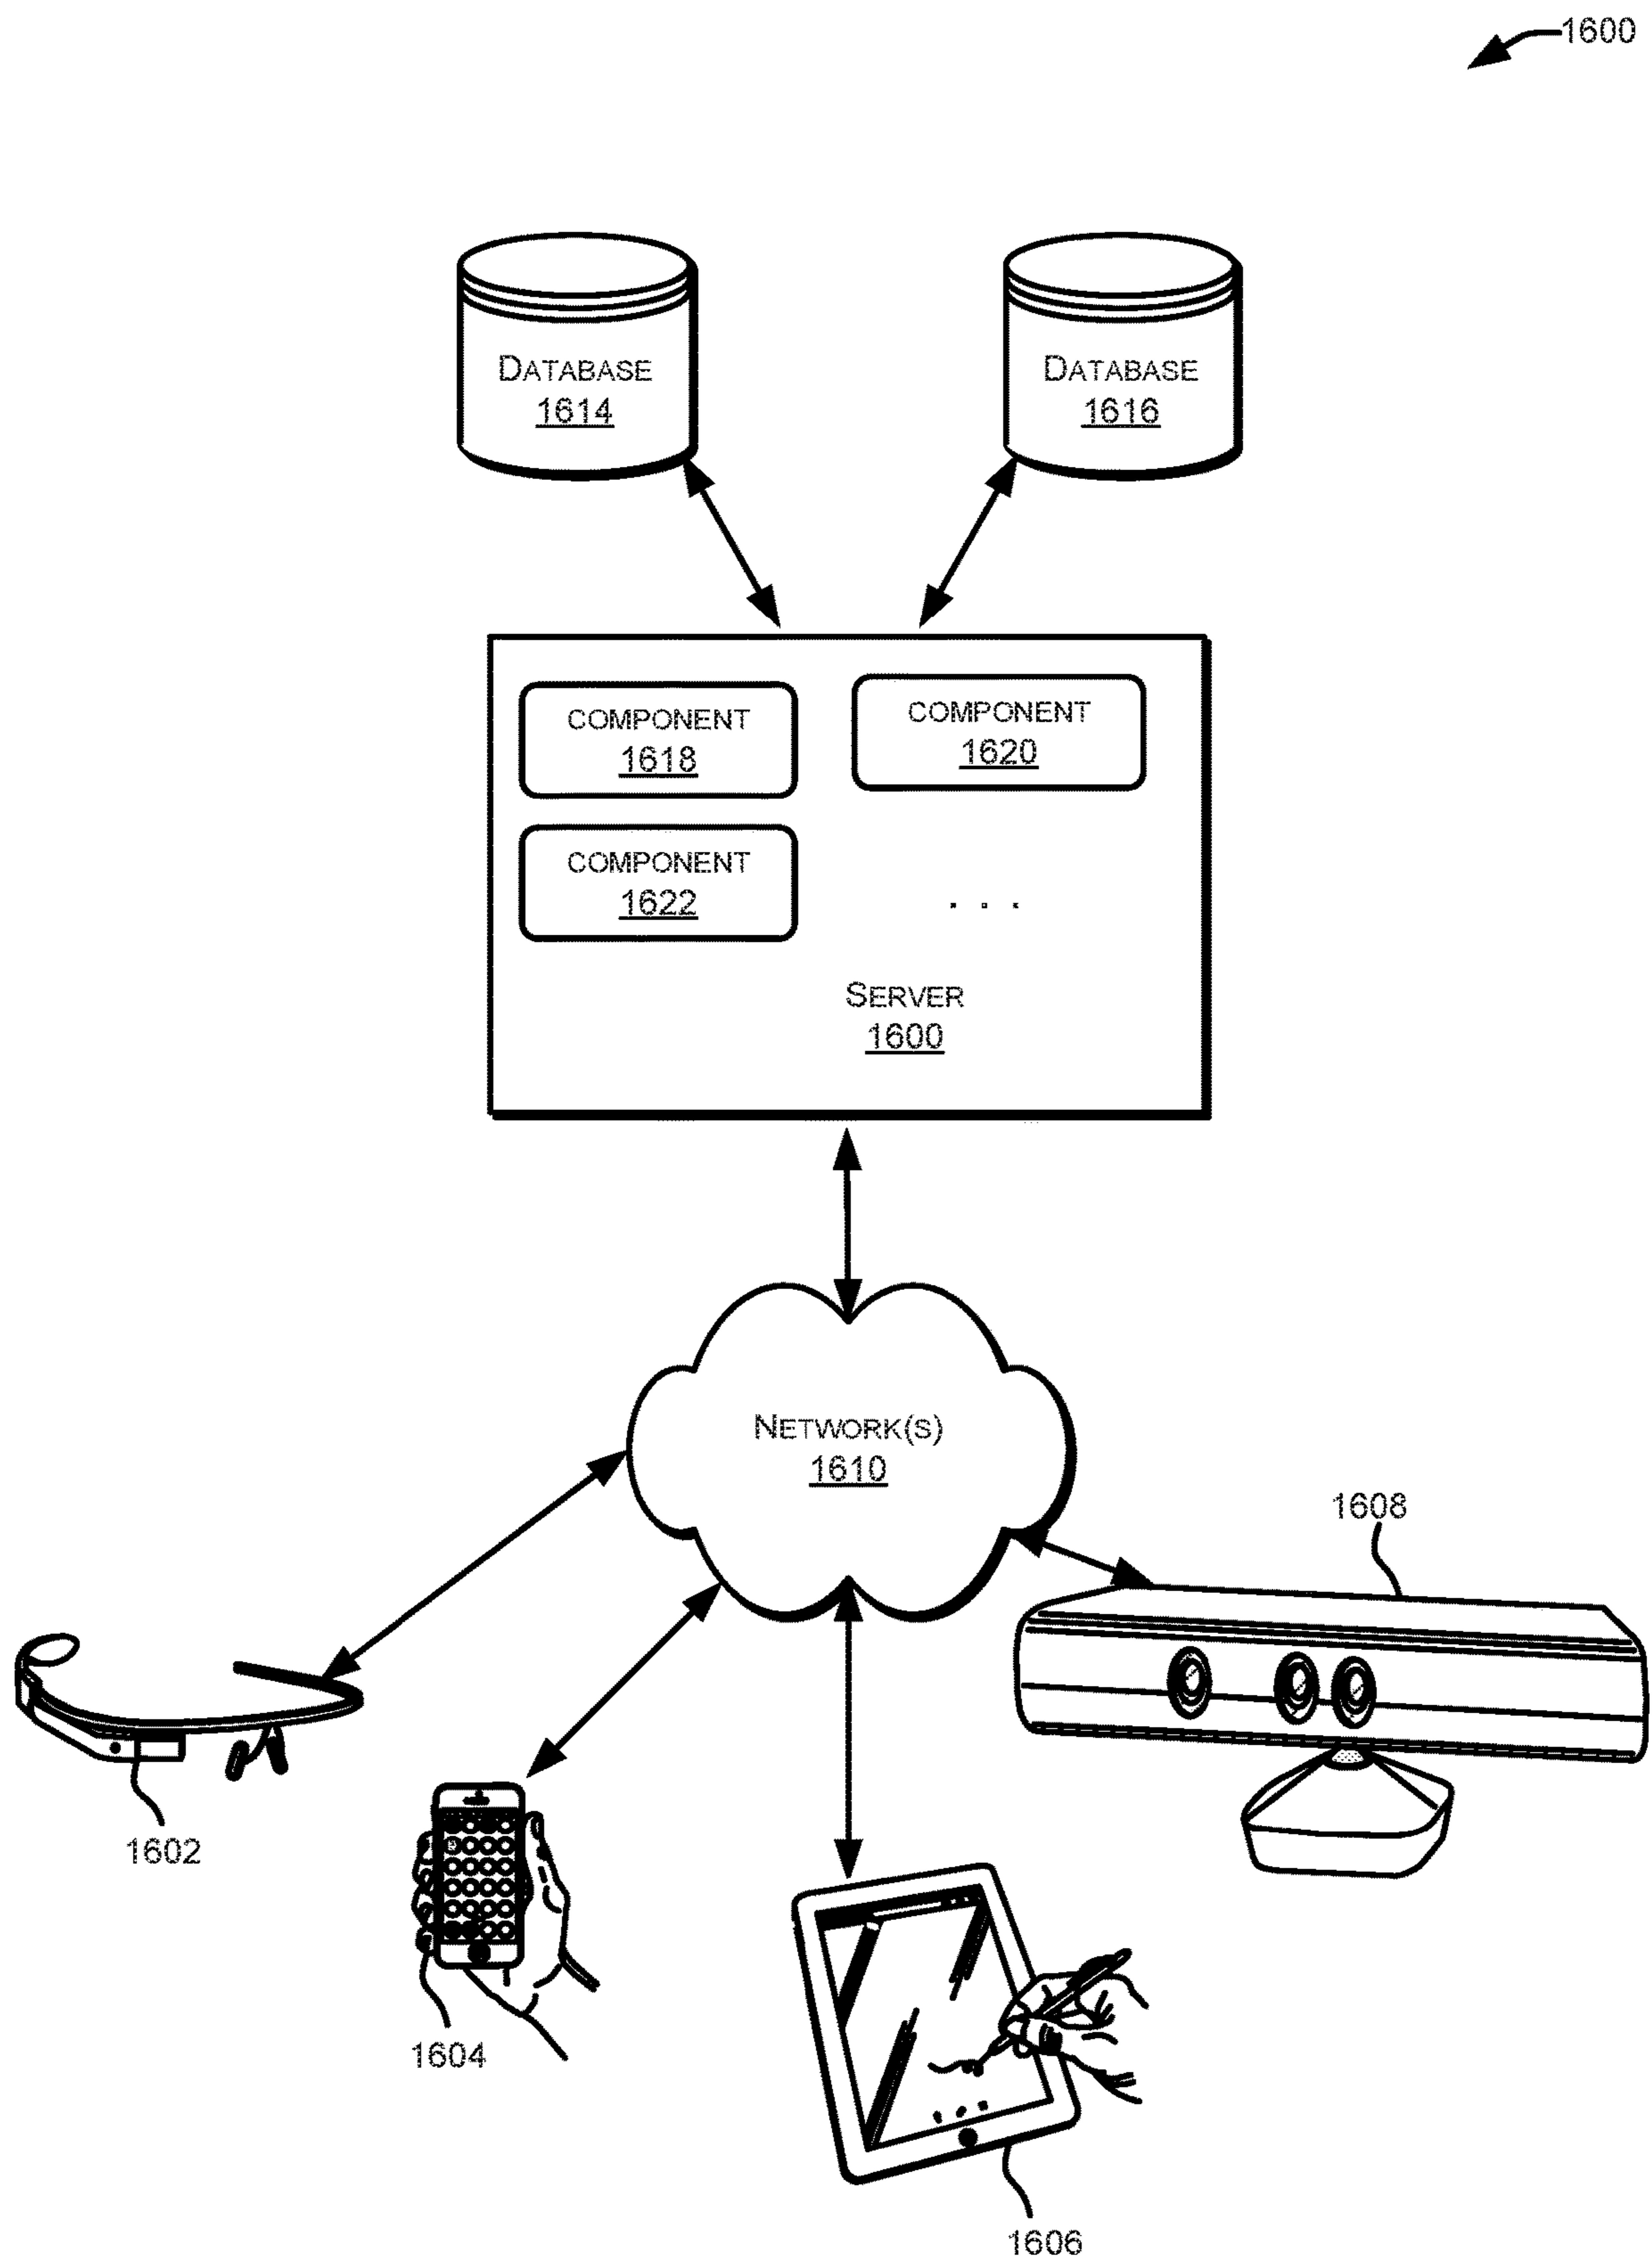 1600
DATABASE
1614
DATABASE
1616
COMPONENT
1618
COMPONENT
1620
COMPONENT
1622
. . .
SERVER
1600
NETWORK(S)
1610
1608
1602
1604
1606